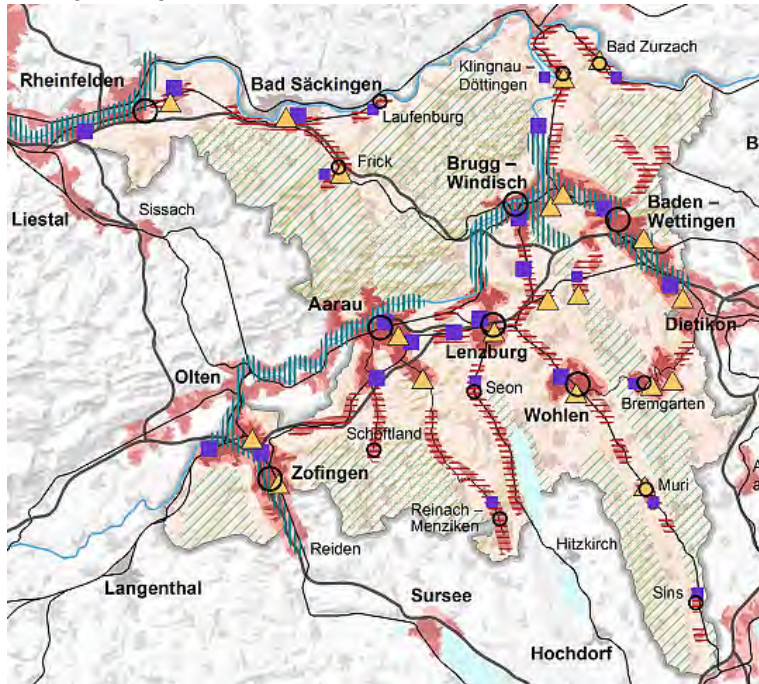 Bad Zurzach
Rheinfelden
Bad Säckingen
Klingnau –
Döttingen
Laufenburg
B
Frick
Brugg –
Windisch
Baden –
Wettingen
Liestal
Sissach
Aarau
Dietikon
Lenzburg
Olten
Seon
Wohlen
Bremgarten
Schöftland
Zofingen
Muri
A
a
Reinach –
Menziken
Reiden
Hitzkirch
Langenthal
Sursee
Sins
Hochdorf